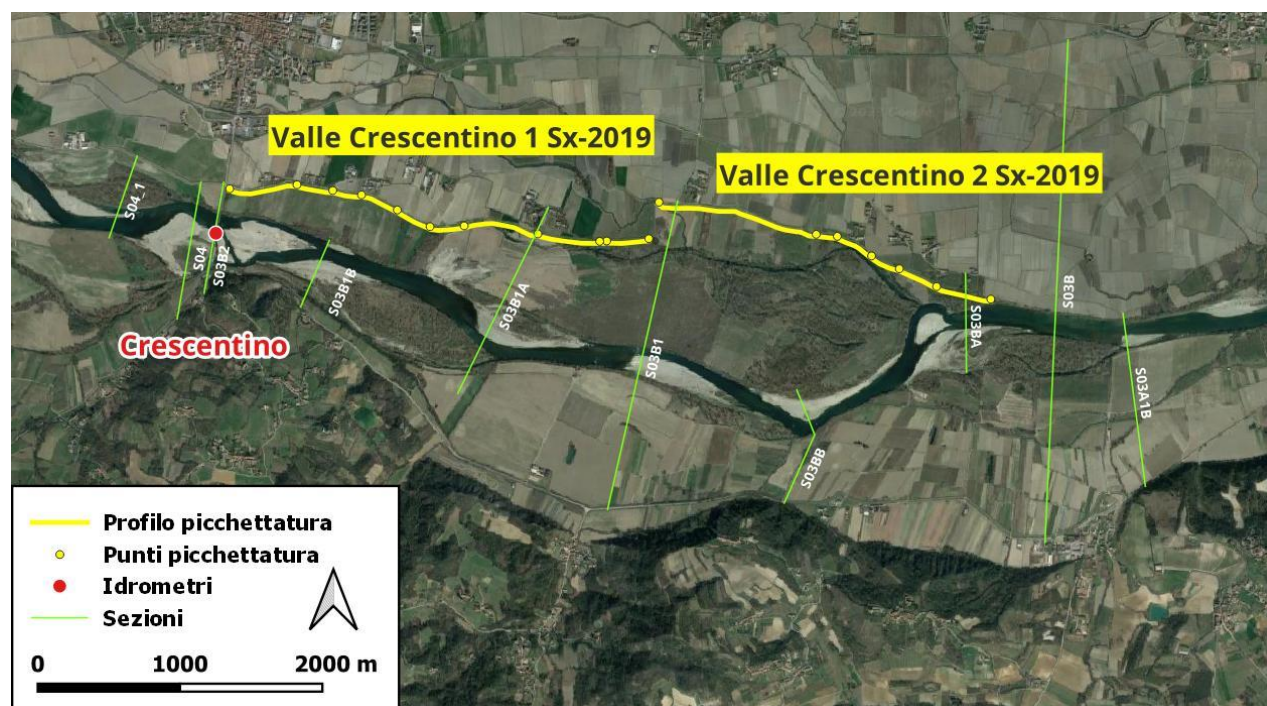 Valle Crescentino 1 Sx-2019
Valle Crescentino 2 Sx-2019
S04_1
S04
S03B2
S03B1B
S03B1A
S03B1
S03BB
S03BA
S03B
S03A1B
Crescentino
Profilo picchettatura
Punti picchettatura
Idrometri
Sezioni
0 1000 2000 m